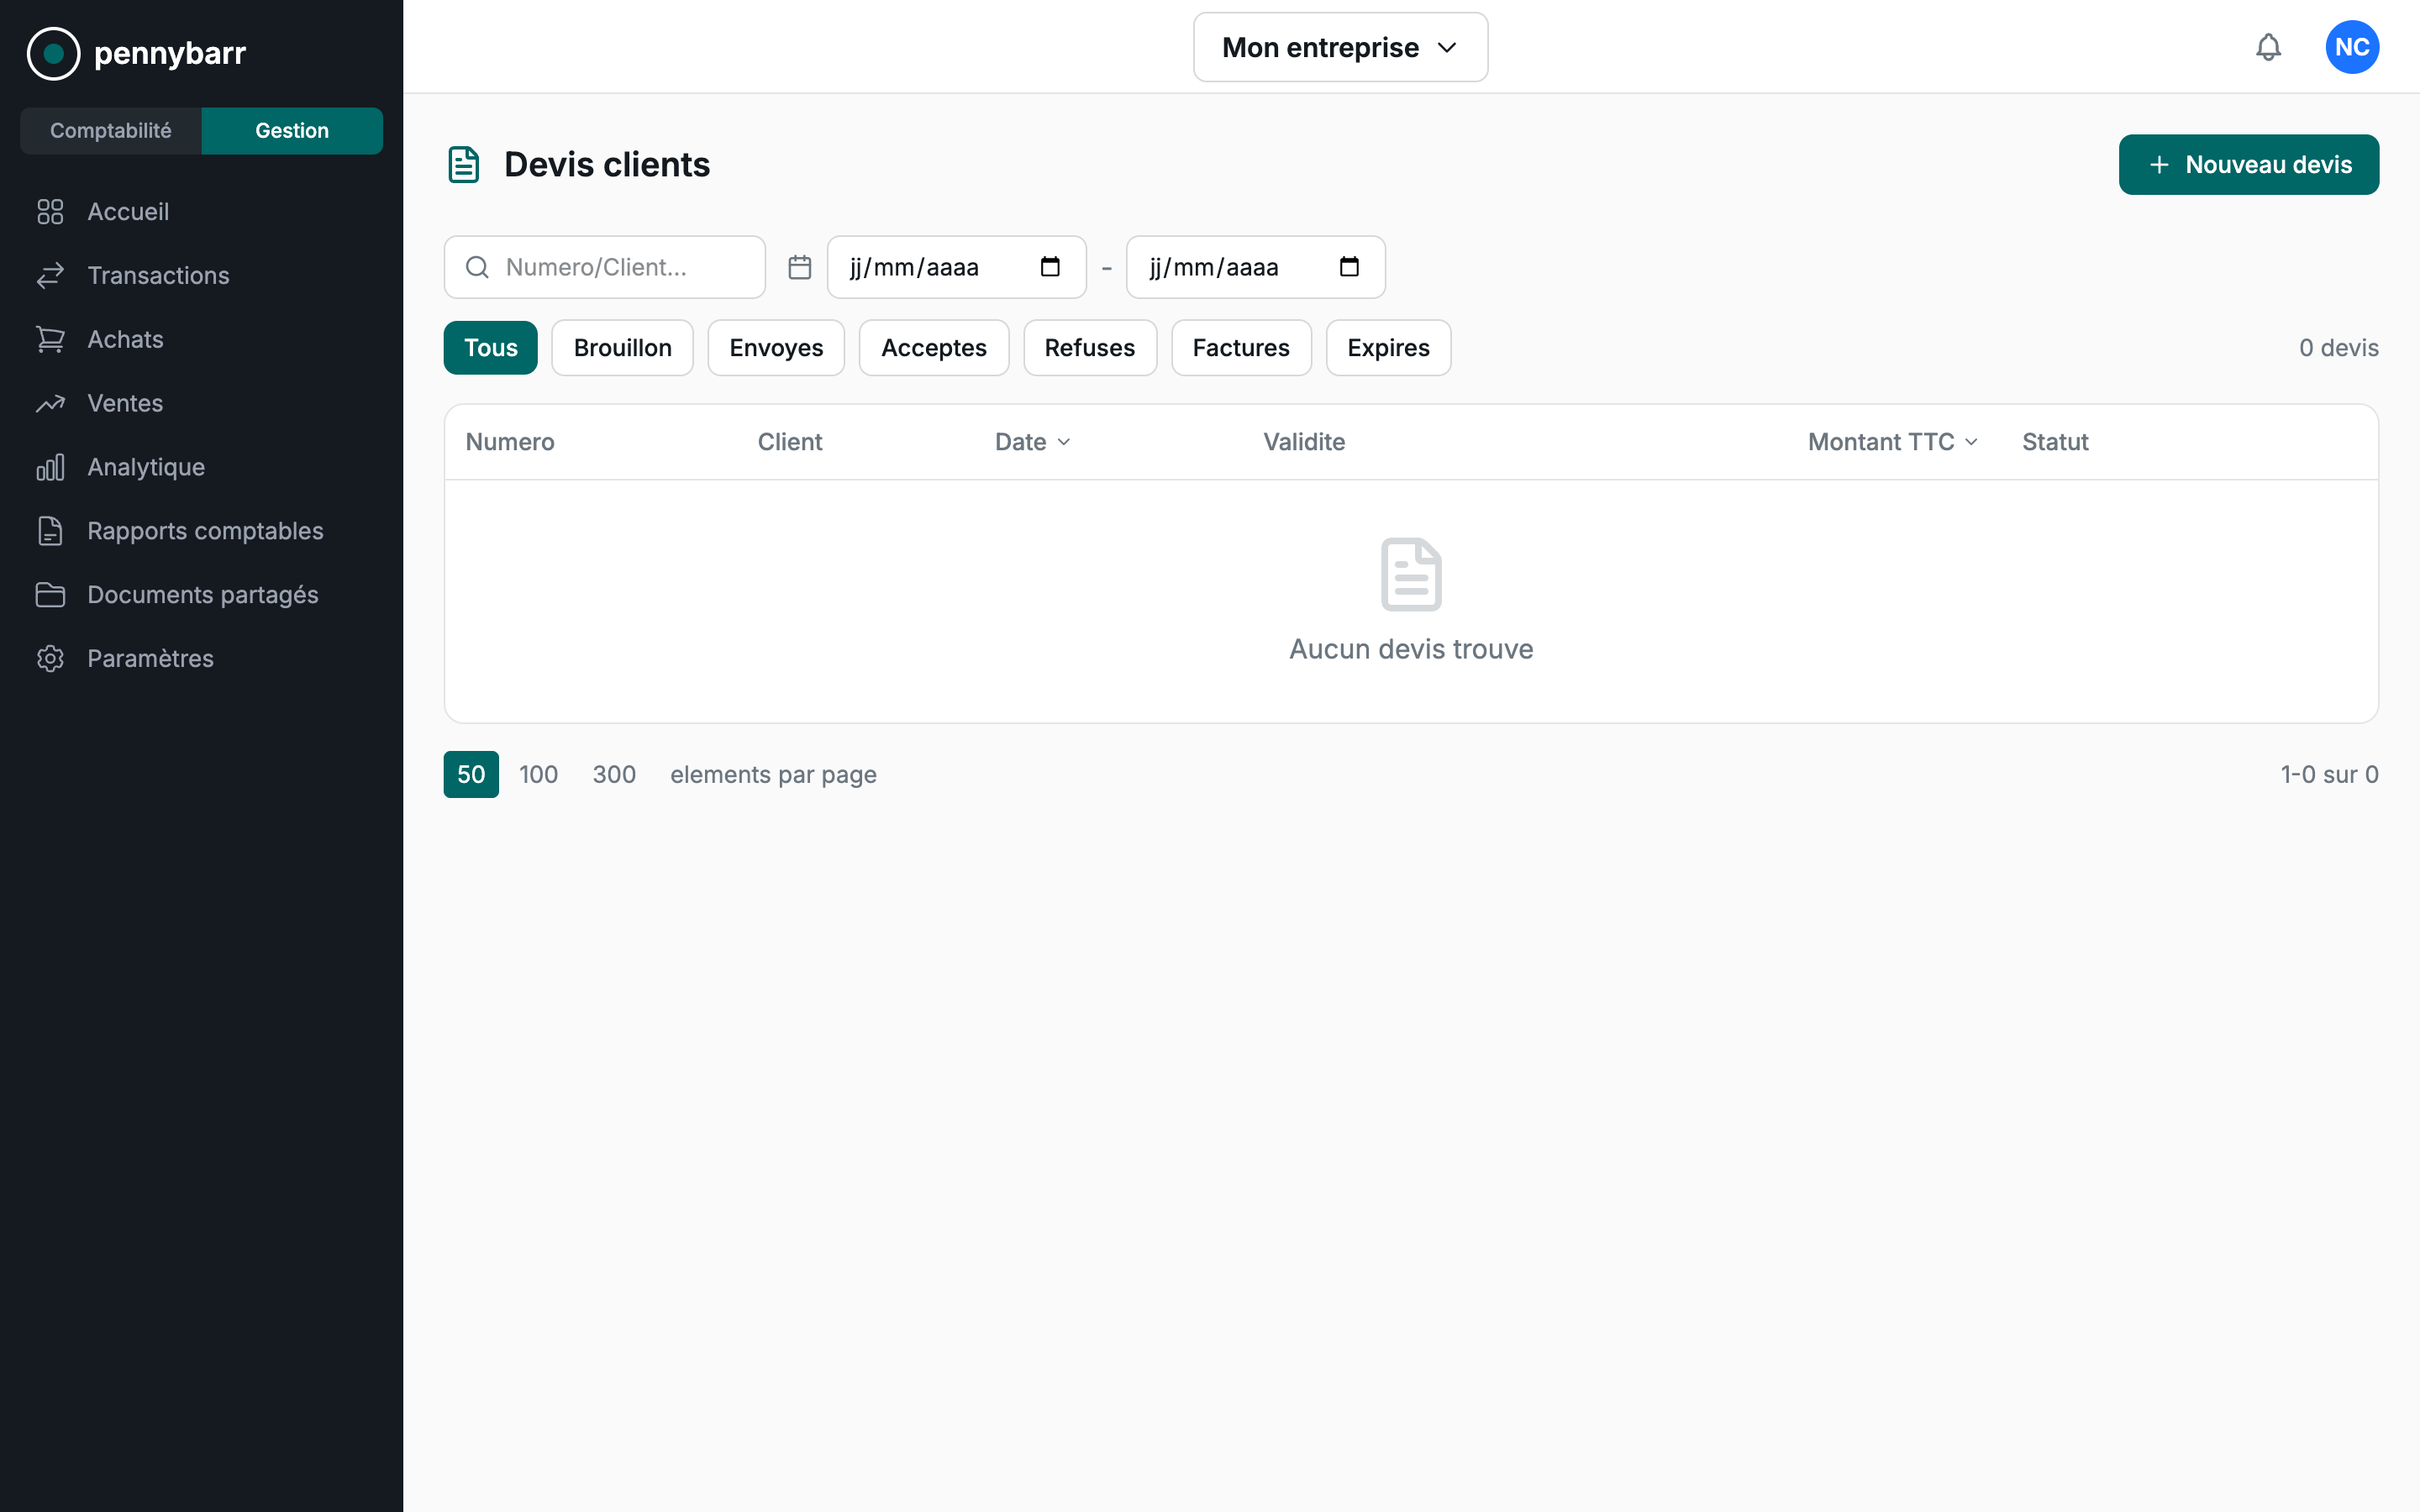 pennybarr
Mon entreprise
NC
Comptabilité
Gestion
Accueil
Transactions
Achats
Ventes
Analytique
Rapports comptables
Documents partagés
Paramètres
Devis clients
Nouveau devis
Numero/Client...
jj/mm/aaaa - jj/mm/aaaa
Tous Brouillon Envoyes Acceptes Refuses Factures Expires 0 devis
Numero Client Date Validite Montant TTC Statut
Aucun devis trouve
50 100 300 elements par page 1-0 sur 0